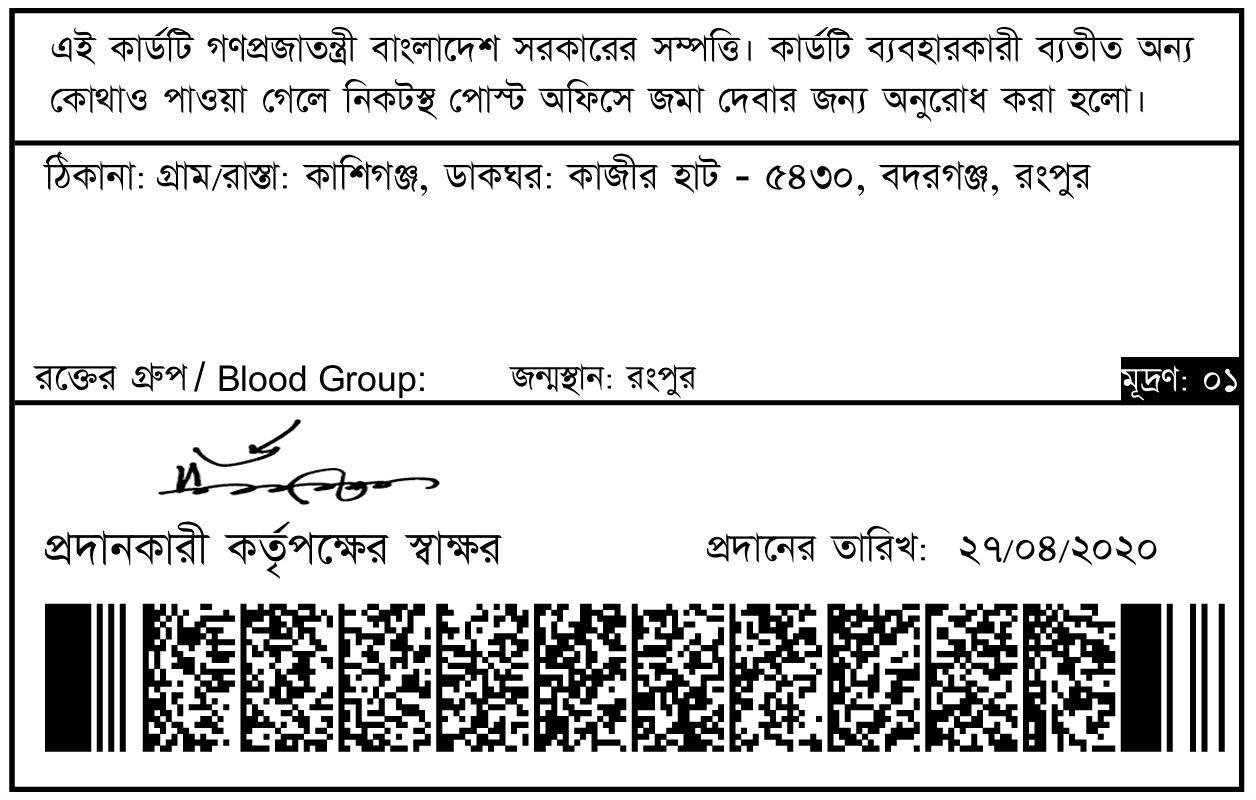 এই কার্ডটি গণপ্রজাতন্ত্রী বাংলাদেশ সরকারের সম্পত্তি। কার্ডটি ব্যবহারকারী ব্যতীত অন্য
কোথাও পাওয়া গেলে নিকটস্থ পোস্ট অফিসে জমা দেবার জন্য অনুরোধ করা হলো।
ঠিকানা: গ্রাম/রাস্তা: কাশিগঞ্জ, ডাকঘর: কাজীর হাট - ৫৪৩০, বদরগঞ্জ, রংপুর
রক্তের গ্রুপ / Blood Group: জন্মস্থান: রংপুর মূদ্রণ: ০১
প্রদানকারী কর্তৃপক্ষের স্বাক্ষর প্রদানের তারিখ: ২৭/০৪/২০২০